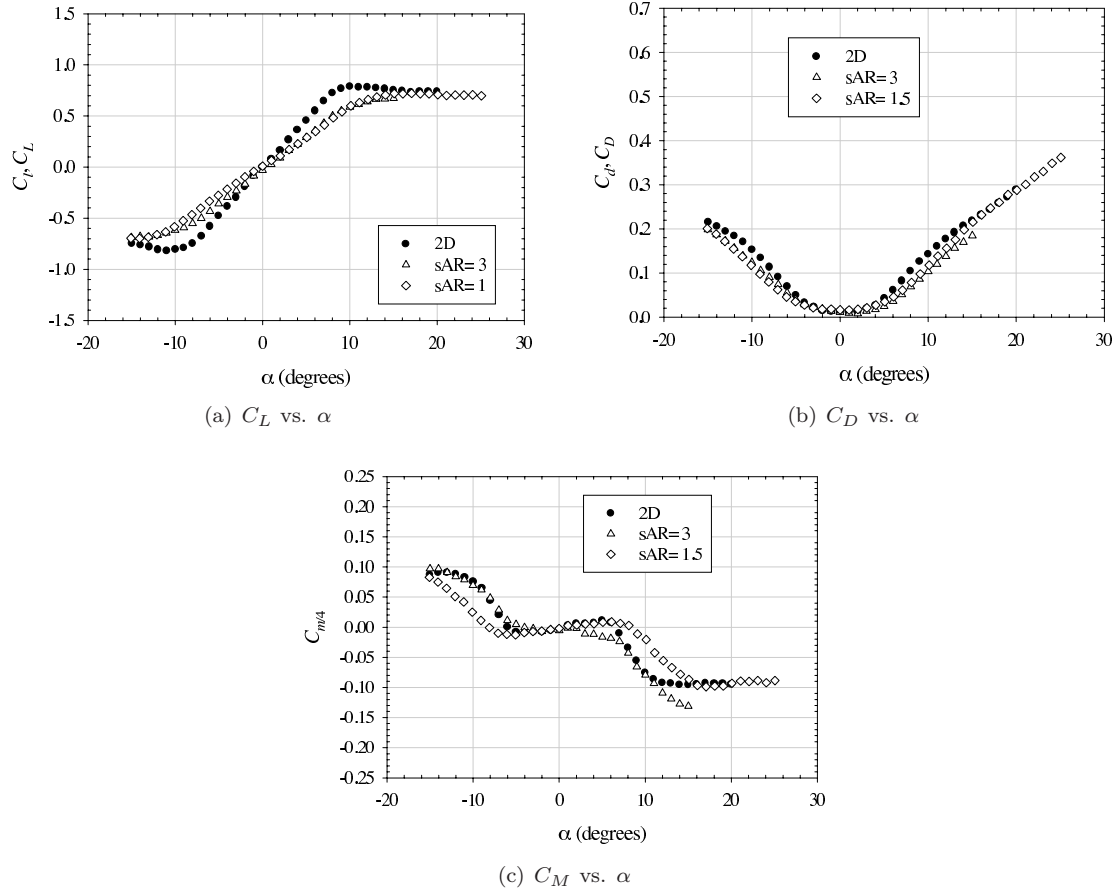 1.5
1.0
0.5
0.0
-0.5
-1.0
-1.5
C_l, C_L
2D
sAR= 3
sAR= 1
-20 -10 0 10 20 30
α (degrees)
(a) C_L vs. α
0.7
0.6
0.5
0.4
0.3
0.2
0.1
0.0
C_d, C_D
2D
sAR= 3
sAR= 1.5
-20 -10 0 10 20 30
α (degrees)
(b) C_D vs. α
0.25
0.20
0.15
0.10
0.05
0.00
-0.05
-0.10
-0.15
-0.20
-0.25
C_m/4
2D
sAR= 3
sAR= 1.5
-20 -10 0 10 20 30
α (degrees)
(c) C_M vs. α